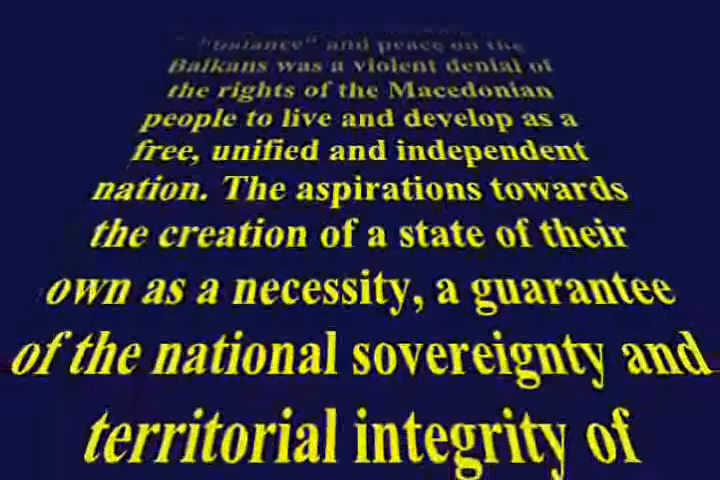 "balance" and peace on the
Balkans was a violent denial of
the rights of the Macedonian
people to live and develop as a
free, unified and independent
nation. The aspirations towards
the creation of a state of their
own as a necessity, a guarantee
of the national sovereignty and
territorial integrity of